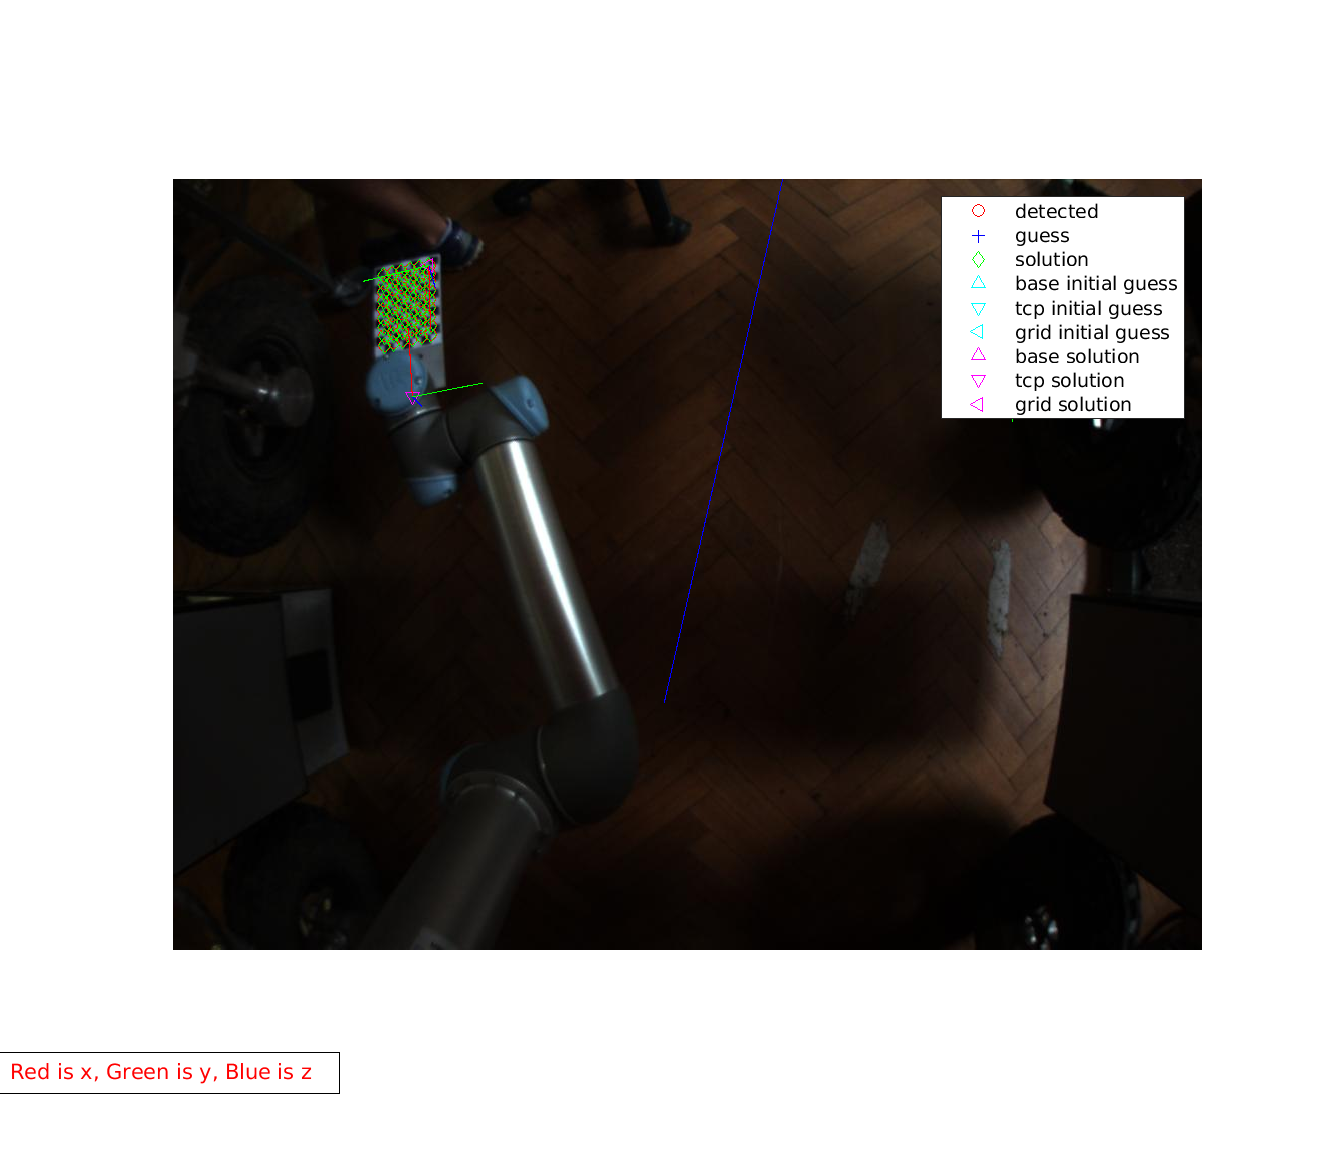 detected
guess
solution
base initial guess
tcp initial guess
grid initial guess
base solution
tcp solution
grid solution
Red is x, Green is y, Blue is z